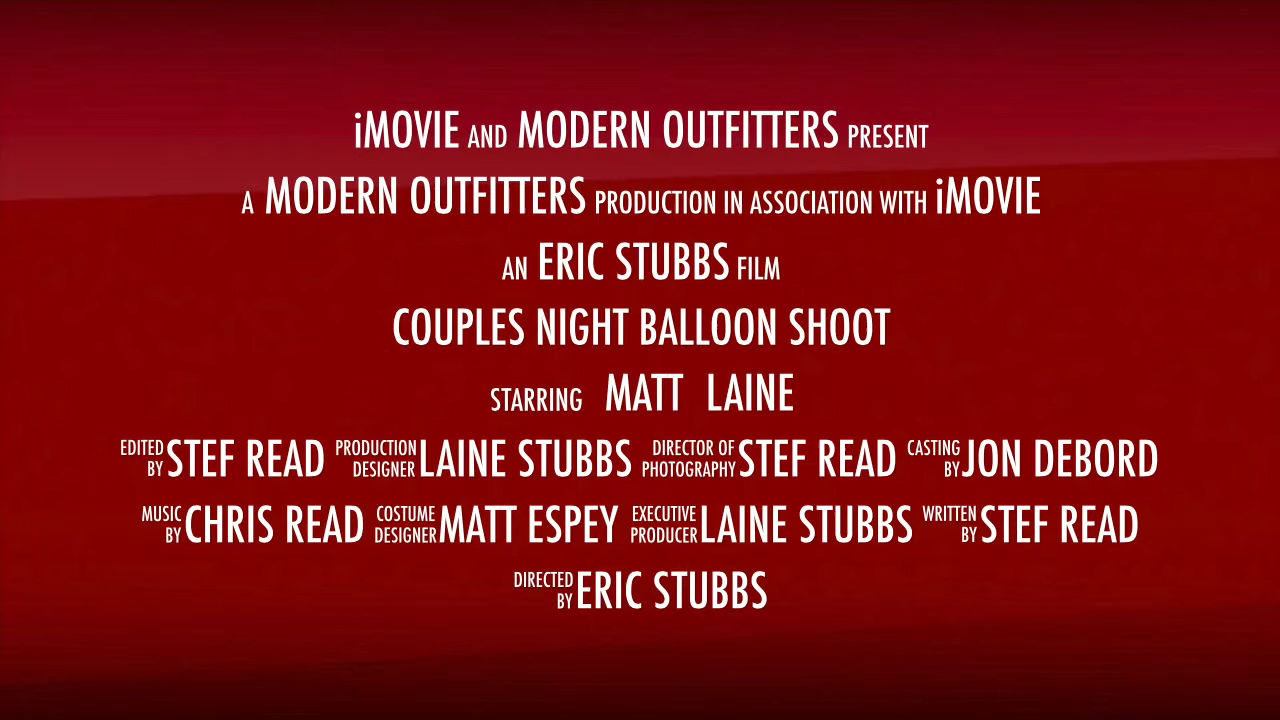 iMOVIE AND MODERN OUTFITTERS PRESENT
A MODERN OUTFITTERS PRODUCTION IN ASSOCIATION WITH iMOVIE
AN ERIC STUBBS FILM
COUPLES NIGHT BALLOON SHOOT
STARRING MATT LAINE
EDITED BY STEF READ PRODUCTION DESIGNER LAINE STUBBS DIRECTOR OF PHOTOGRAPHY STEF READ CASTING BY JON DEBORD
MUSIC BY CHRIS READ COSTUME DESIGNER MATT ESPEY EXECUTIVE PRODUCER LAINE STUBBS WRITTEN BY STEF READ
DIRECTED BY ERIC STUBBS